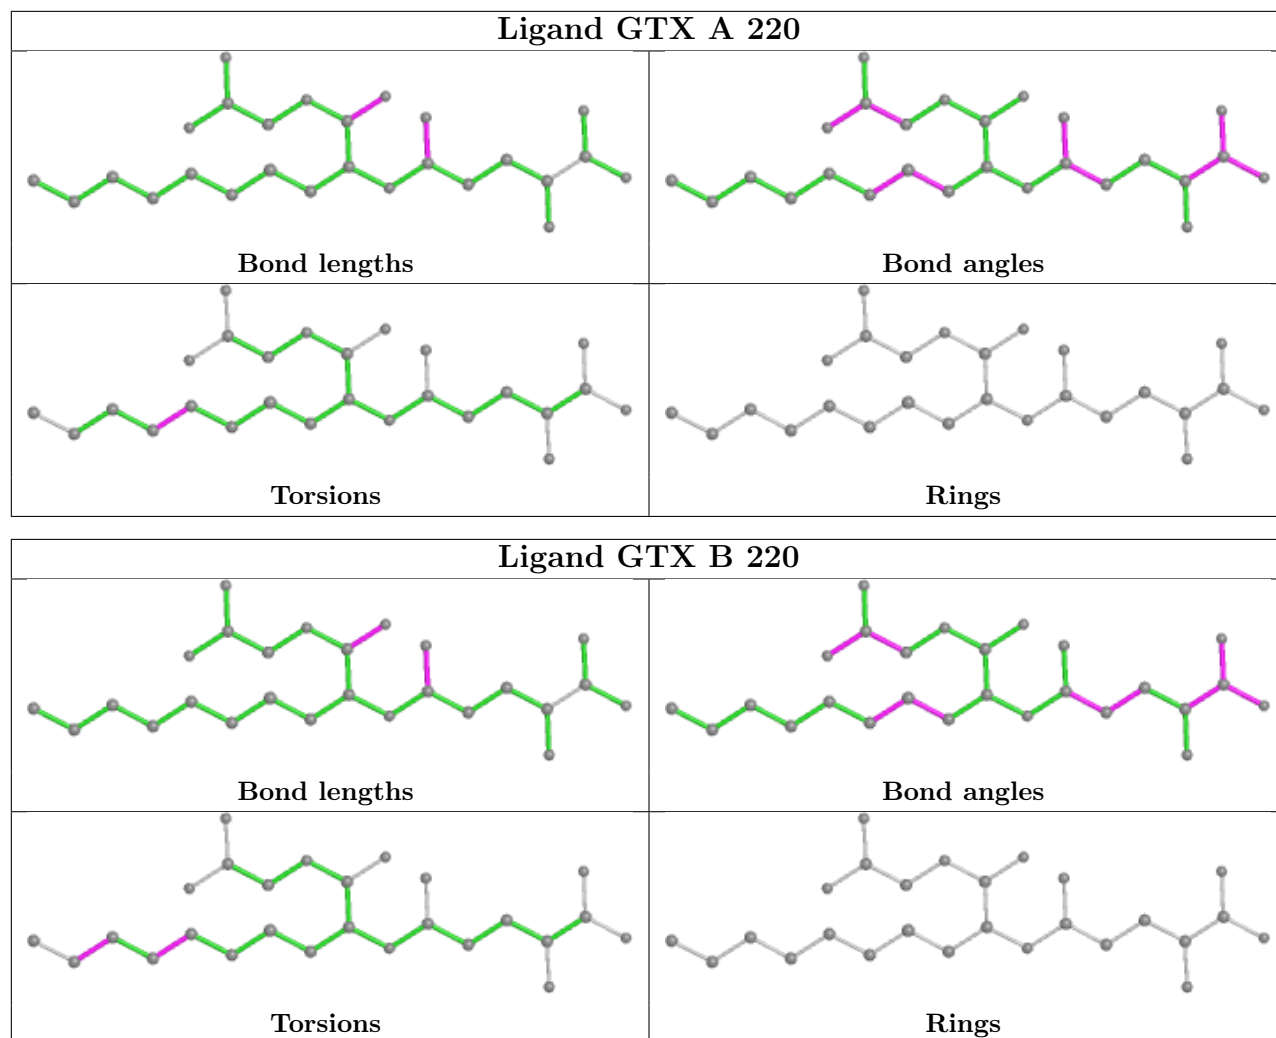 Ligand GTX A 220
Bond lengths
Bond angles
Torsions
Rings
Ligand GTX B 220
Bond lengths
Bond angles
Torsions
Rings